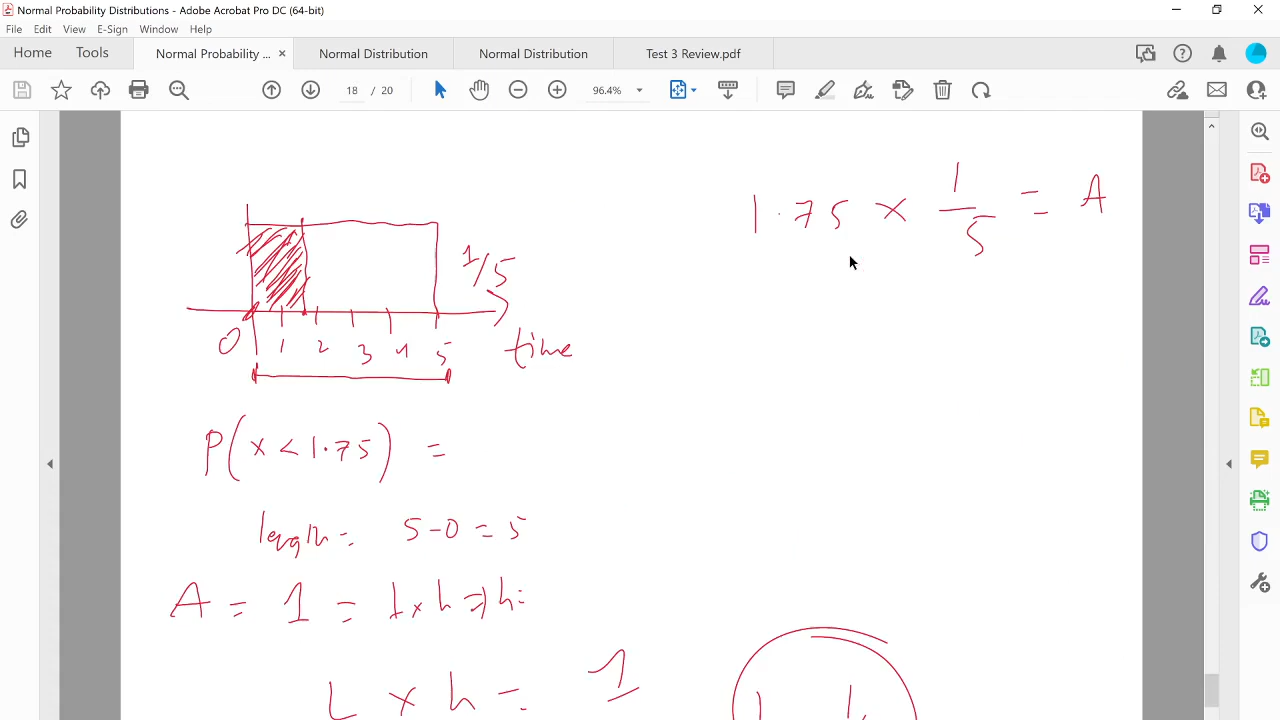 Normal Probability Distributions - Adobe Acrobat Pro DC (64-bit)
File Edit View E-Sign Window Help
Home Tools Normal Probability ... × Normal Distribution Normal Distribution Test 3 Review.pdf
18 / 20 96.4%
1.75 × 1/5 = A
1/5
0 1 2 3 4 5 time
P(x < 1.75) =
length = 5-0 = 5
A = 1 = l × h => h =
L × h = 1